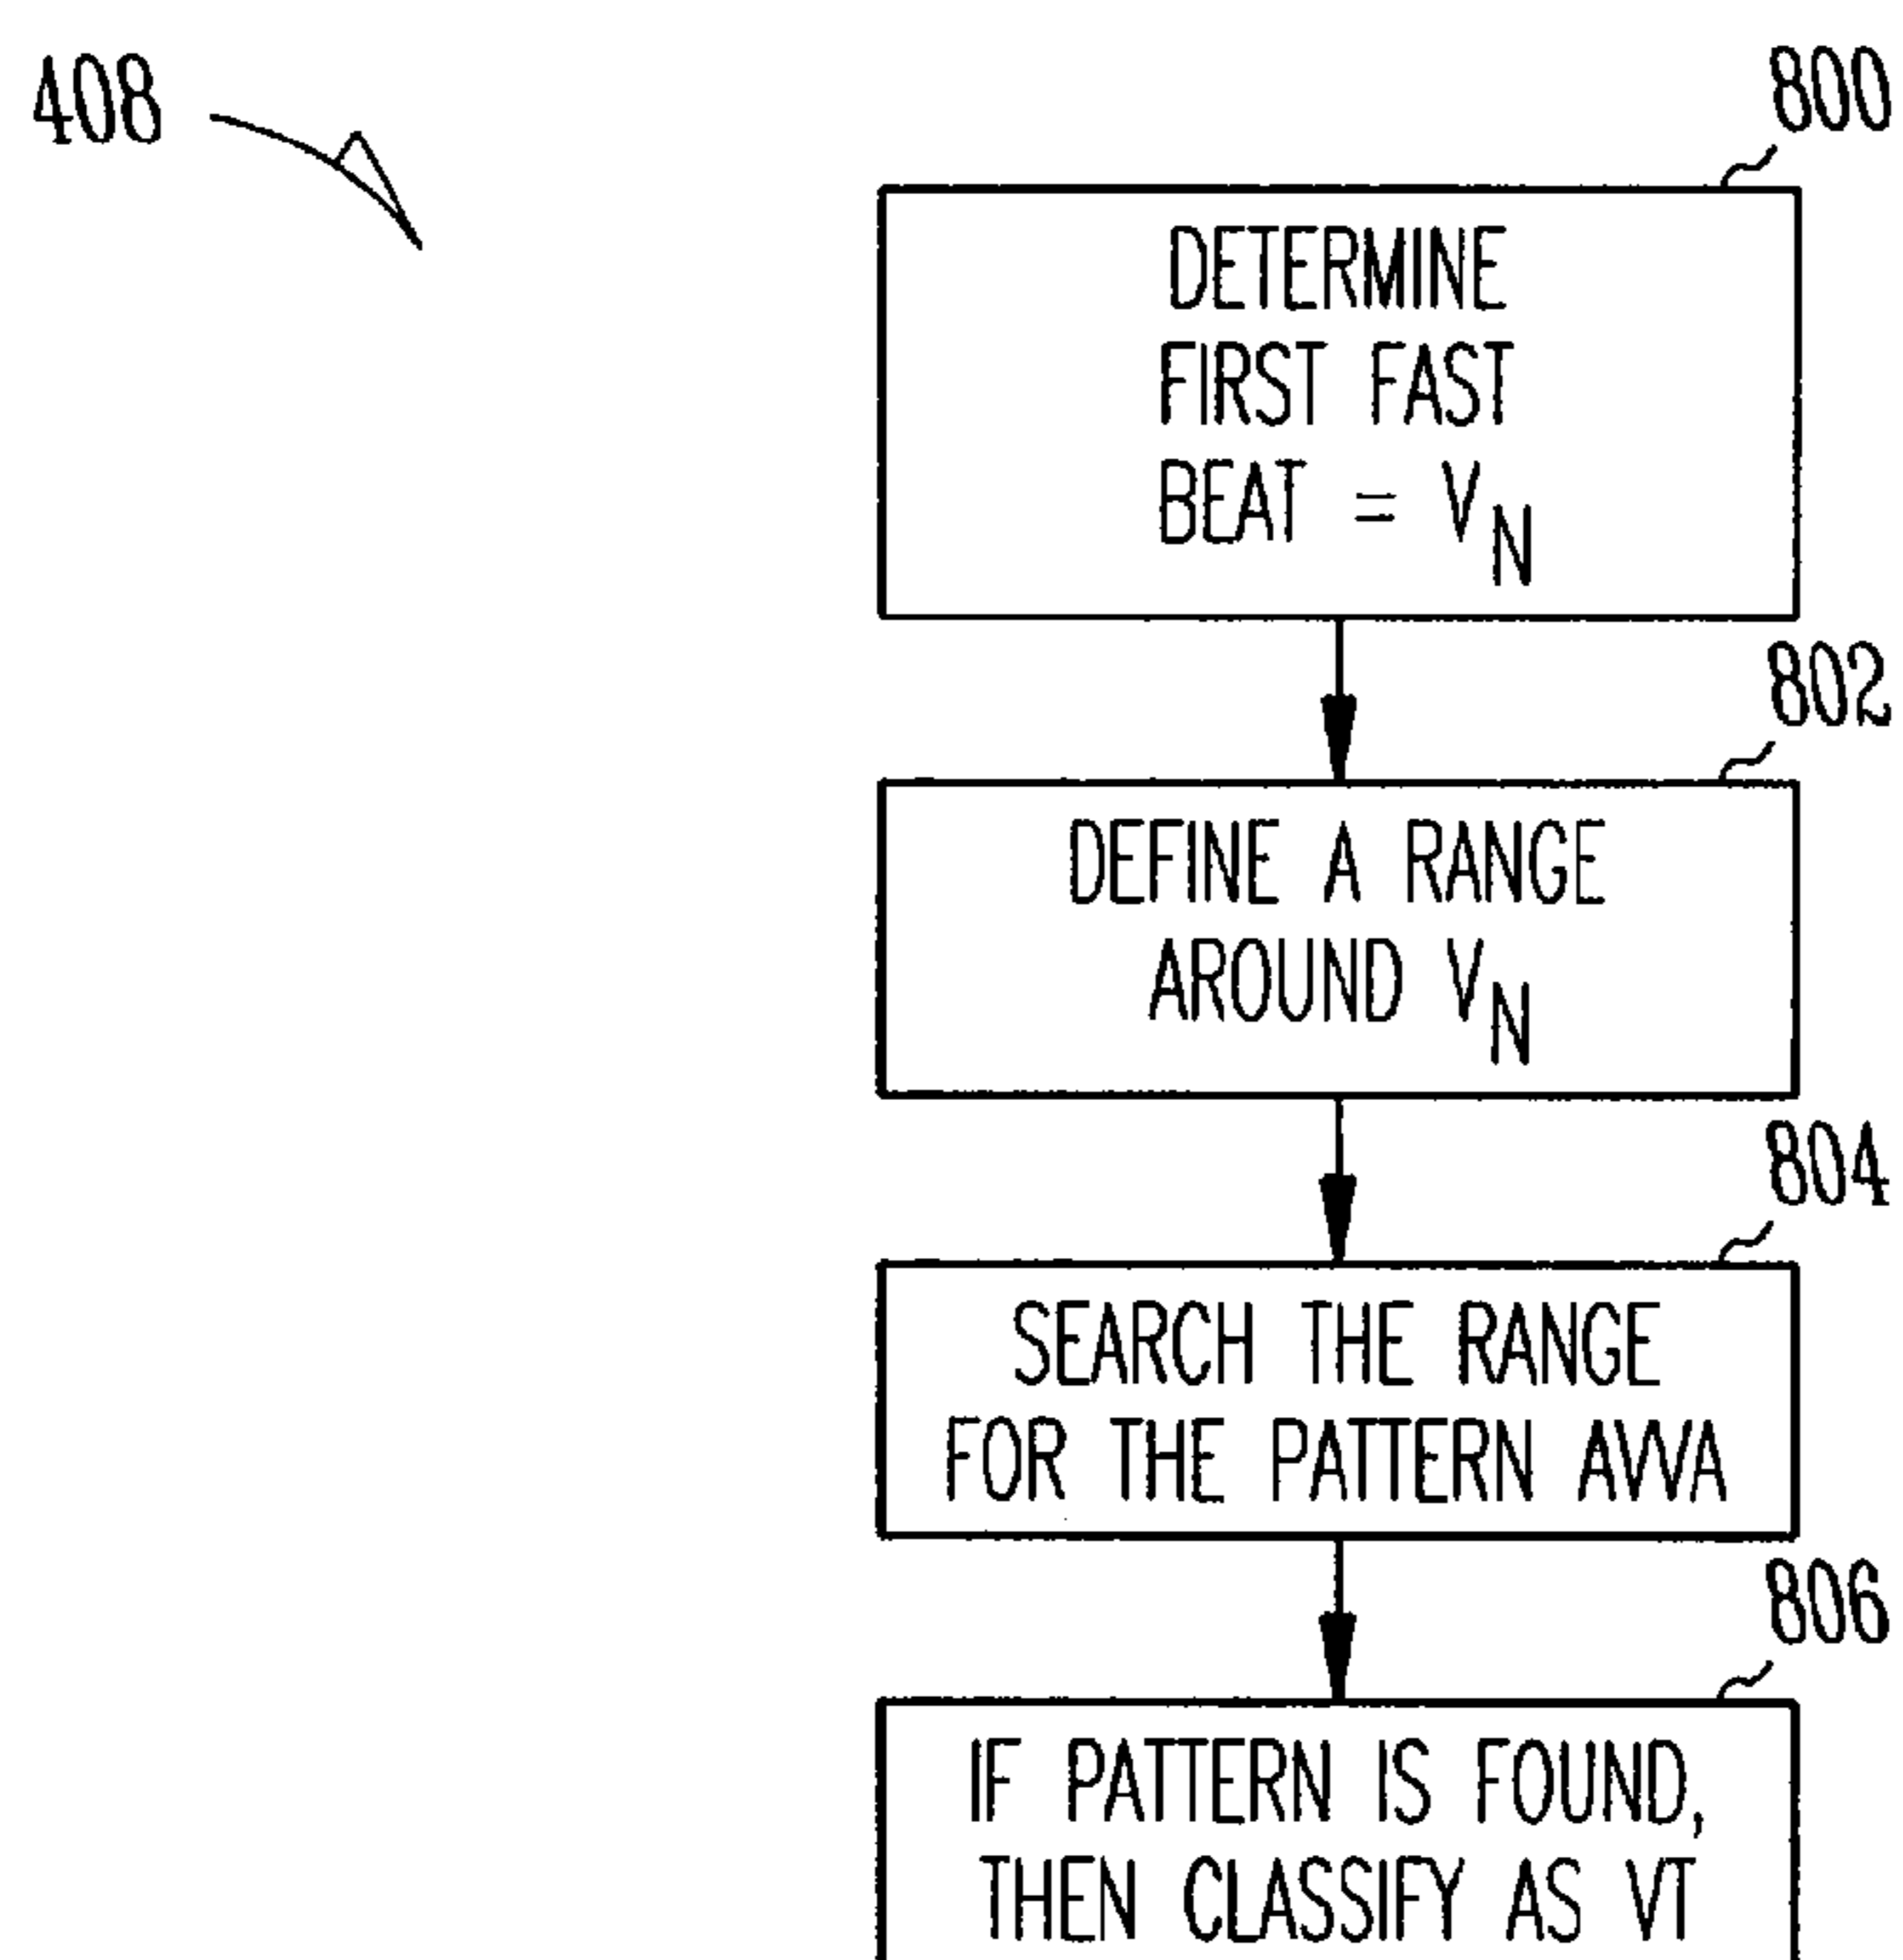 408
800
DETERMINE
FIRST FAST
BEAT = V_N
802
DEFINE A RANGE
AROUND V_N
804
SEARCH THE RANGE
FOR THE PATTERN AVVA
806
IF PATTERN IS FOUND,
THEN CLASSIFY AS VT